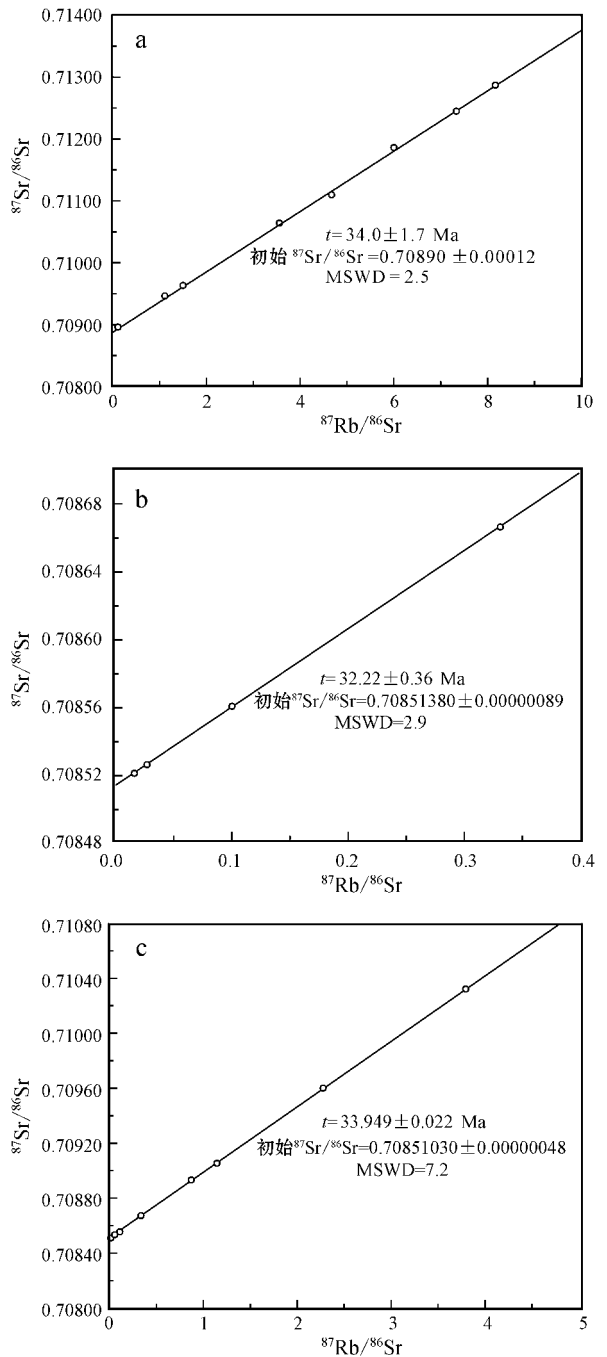 0.71400
a
0.71300
0.71200
0.71100
0.71000
0.70900
0.70800
⁸⁷Sr/⁸⁶Sr
t=34.0±1.7 Ma
初始 ⁸⁷Sr/⁸⁶Sr=0.70890 ±0.00012
MSWD=2.5
0 2 4 6 8 10
⁸⁷Rb/⁸⁶Sr
b
0.70868
0.70864
0.70860
0.70856
0.70852
0.70848
⁸⁷Sr/⁸⁶Sr
t=32.22±0.36 Ma
初始⁸⁷Sr/⁸⁶Sr=0.70851380±0.00000089
MSWD=2.9
0.0 0.1 0.2 0.3 0.4
⁸⁷Rb/⁸⁶Sr
0.71080
c
0.71040
0.71000
0.70960
0.70920
0.70880
0.70840
0.70800
⁸⁷Sr/⁸⁶Sr
t=33.949±0.022 Ma
初始⁸⁷Sr/⁸⁶Sr=0.70851030±0.00000048
MSWD=7.2
0 1 2 3 4 5
⁸⁷Rb/⁸⁶Sr